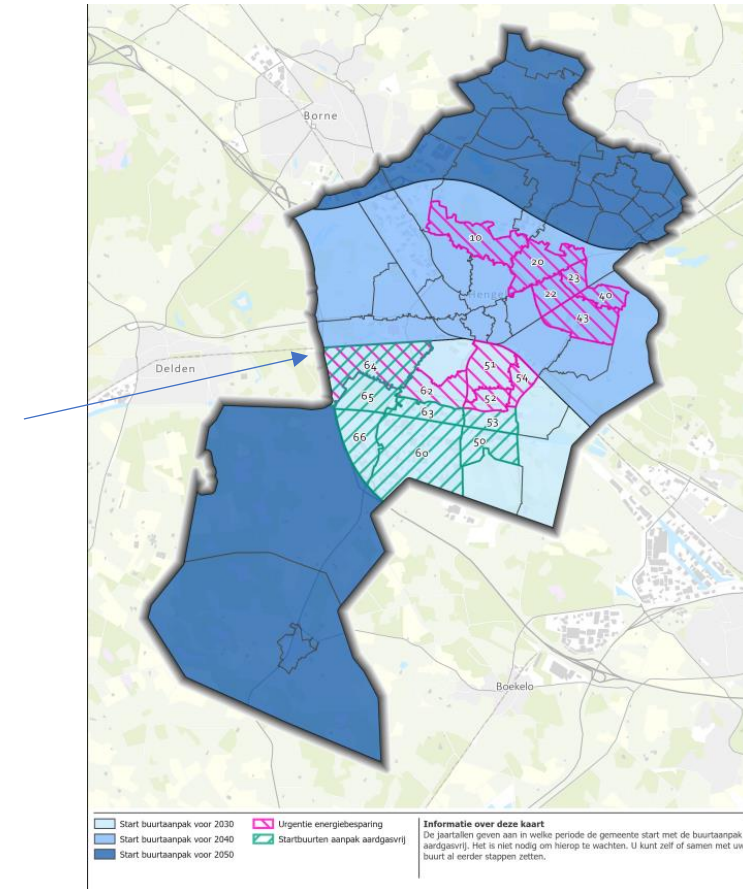 Borne
10
20
23
Hengelo
22
40
43
Delden
64
51
54
62
52
65
63
53
66
60
50
Boekelo
Start buurtaanpak voor 2030
Start buurtaanpak voor 2040
Start buurtaanpak voor 2050
Urgentie energiebesparing
Startbuurten aanpak aardgasvrij
Informatie over deze kaart
De jaartallen geven aan in welke periode de gemeente start met de buurtaanpak
aardgasvrij. Het is niet nodig om hierop te wachten. U kunt zelf of samen met uw
buurt al eerder stappen zetten.